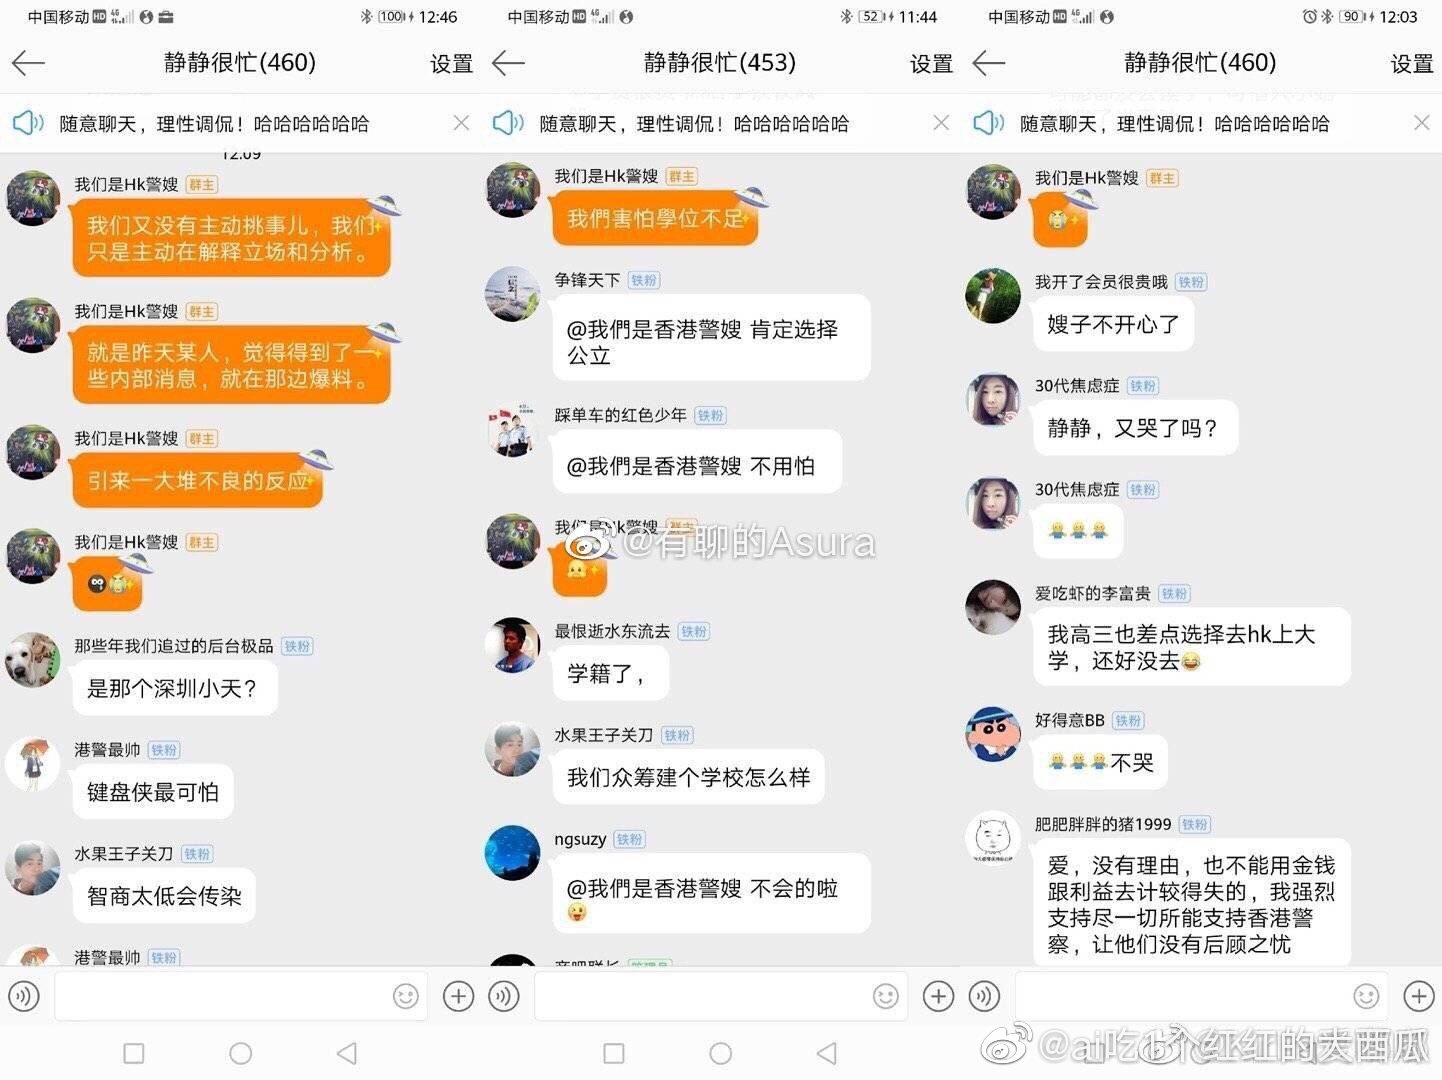 中国移动 HD 4G 100 12:46
静静很忙(460)
设置
随意聊天，理性调侃！哈哈哈哈哈哈
12:09
我们是Hk警嫂 群主
我们又没有主动挑事儿，我们
只是主动在解释立场和分析。
我们是Hk警嫂 群主
就是昨天某人，觉得得到了一
些内部消息，就在那边爆料。
我们是Hk警嫂 群主
引来一大堆不良的反应
我们是Hk警嫂 群主
那些年我们追过的后台极品 铁粉
是那个深圳小天？
港警最帅 铁粉
键盘侠最可怕
水果王子关刀 铁粉
智商太低会传染
港警最帅 铁粉
中国移动 HD 4G 52 11:44
静静很忙(453)
设置
随意聊天，理性调侃！哈哈哈哈哈哈
我们是Hk警嫂 群主
我們害怕學位不足
争锋天下 铁粉
@我們是香港警嫂 肯定选择
公立
踩单车的红色少年 铁粉
@我們是香港警嫂 不用怕
我们是Hk警嫂 群主
@有聊的Asura
最恨逝水东流去 铁粉
学籍了，
水果王子关刀 铁粉
我们众筹建个学校怎么样
ngsuzy 铁粉
@我們是香港警嫂 不会的啦
管理员
中国移动 HD 4G 90 12:03
静静很忙(460)
设置
随意聊天，理性调侃！哈哈哈哈哈哈
我们是Hk警嫂 群主
我开了会员很贵哦 铁粉
嫂子不开心了
30代焦虑症 铁粉
静静，又哭了吗？
30代焦虑症 铁粉
爱吃虾的李富贵 铁粉
我高三也差点选择去hk上大
学，还好没去😂
好得意BB 铁粉
不哭
肥肥胖胖的猪1999 铁粉
爱，没有理由，也不能用金钱
跟利益去计较得失的，我强烈
支持尽一切所能支持香港警
察，让他们没有后顾之忧
红红的大西瓜